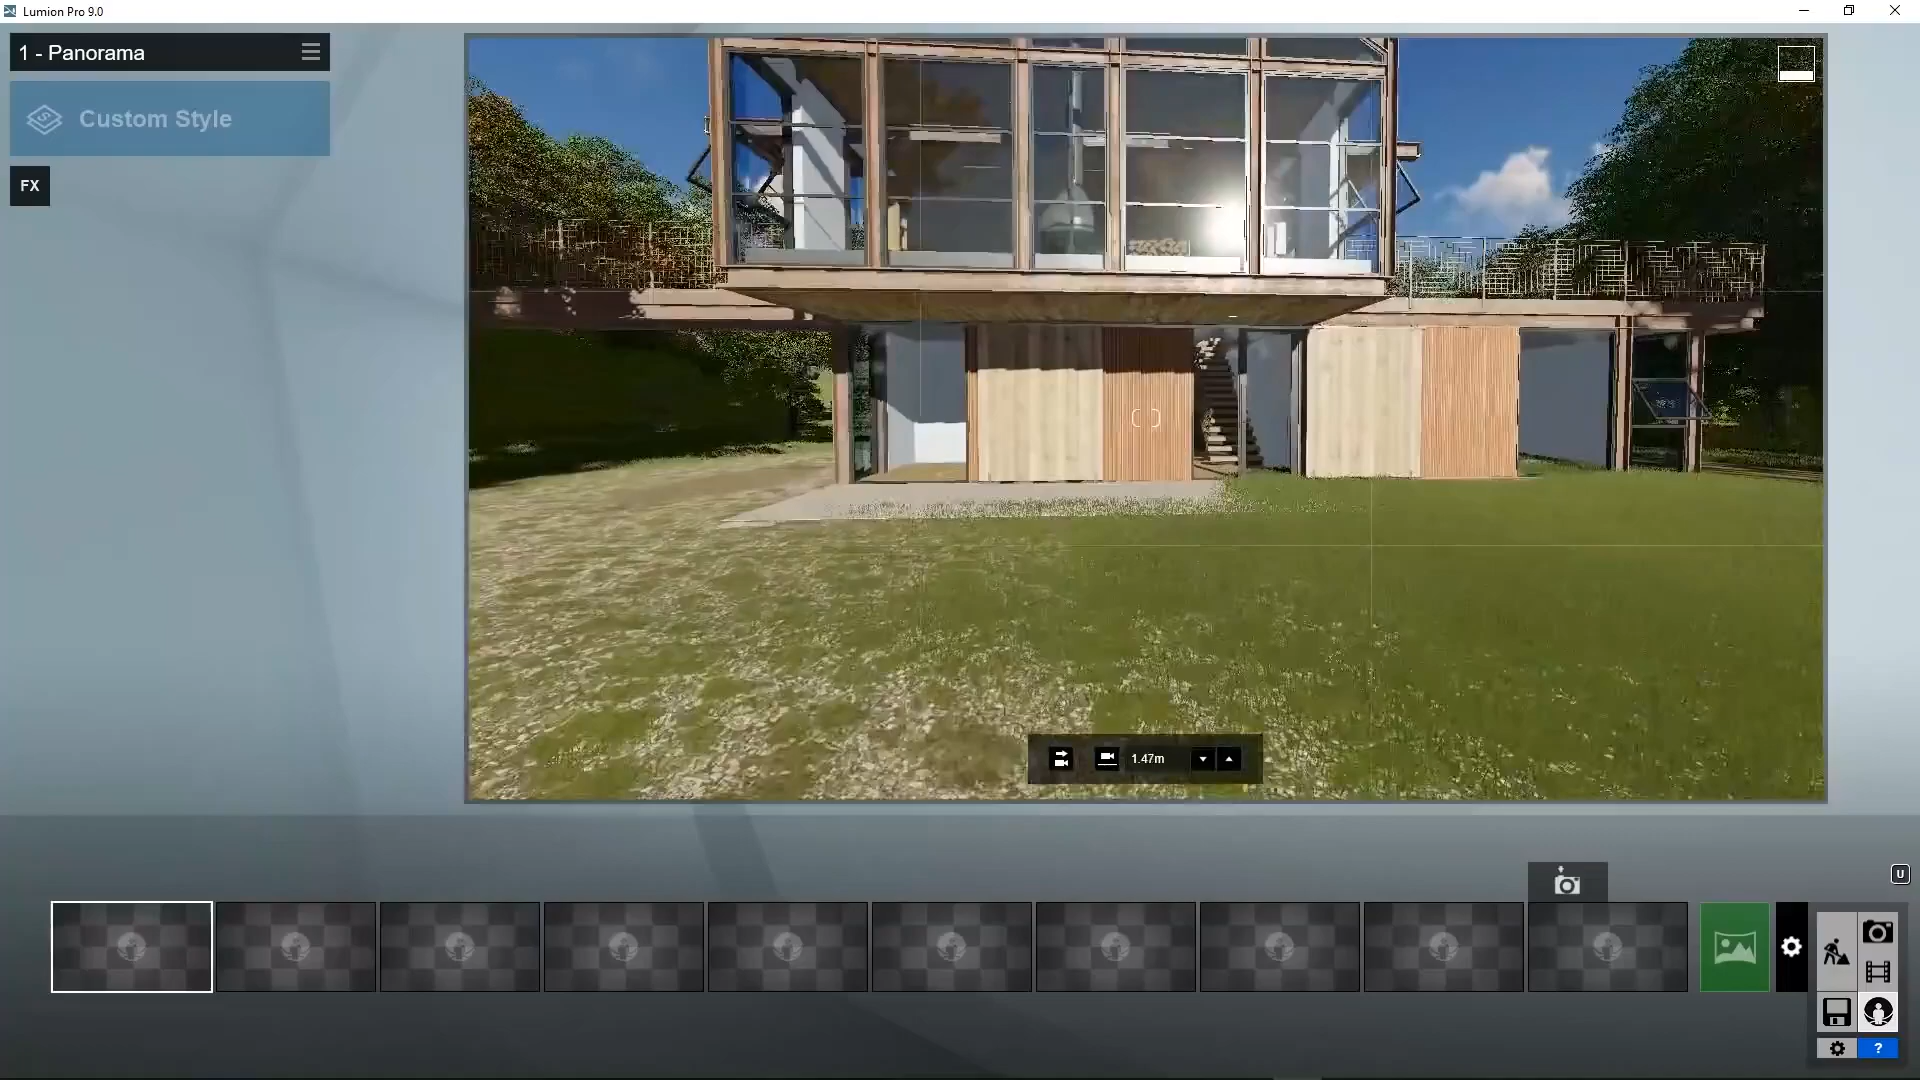 Lumion Pro 9.0
1 - Panorama
Custom Style
FX
1.47m
U
?